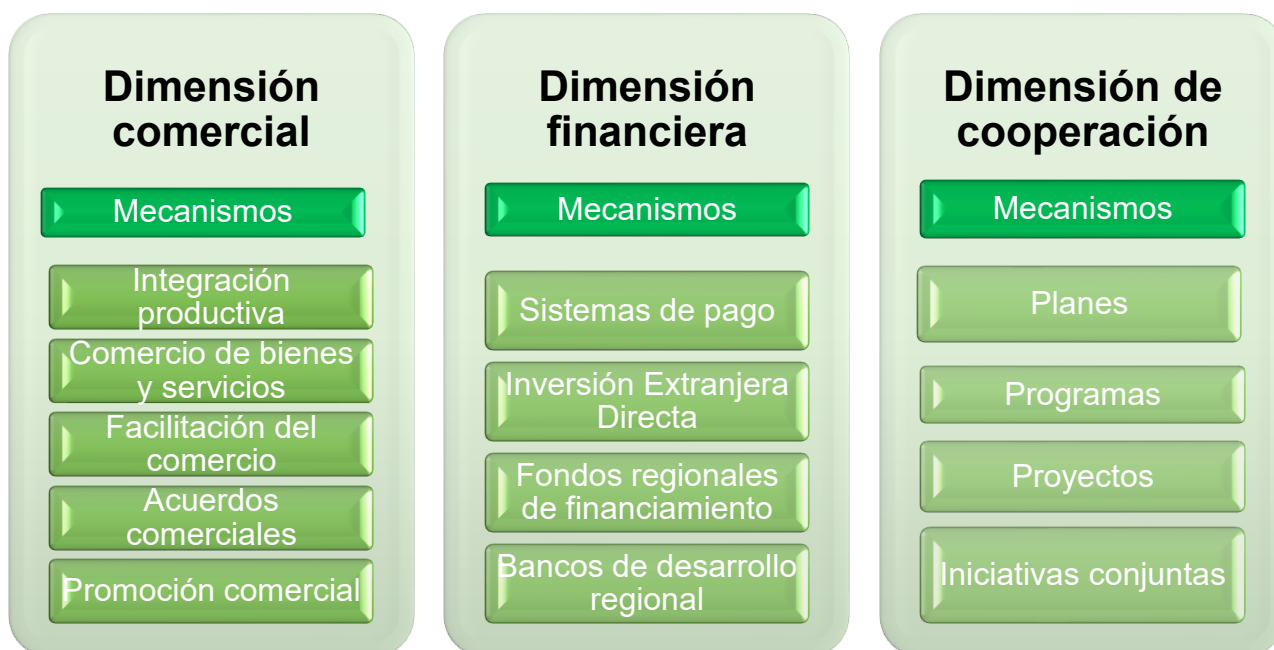 Dimensión
comercial
Mecanismos
Integración
productiva
Comercio de bienes
y servicios
Facilitación del
comercio
Acuerdos
comerciales
Promoción comercial
Dimensión
financiera
Mecanismos
Sistemas de pago
Inversión Extranjera
Directa
Fondos regionales
de financiamiento
Bancos de desarrollo
regional
Dimensión de
cooperación
Mecanismos
Planes
Programas
Proyectos
Iniciativas conjuntas